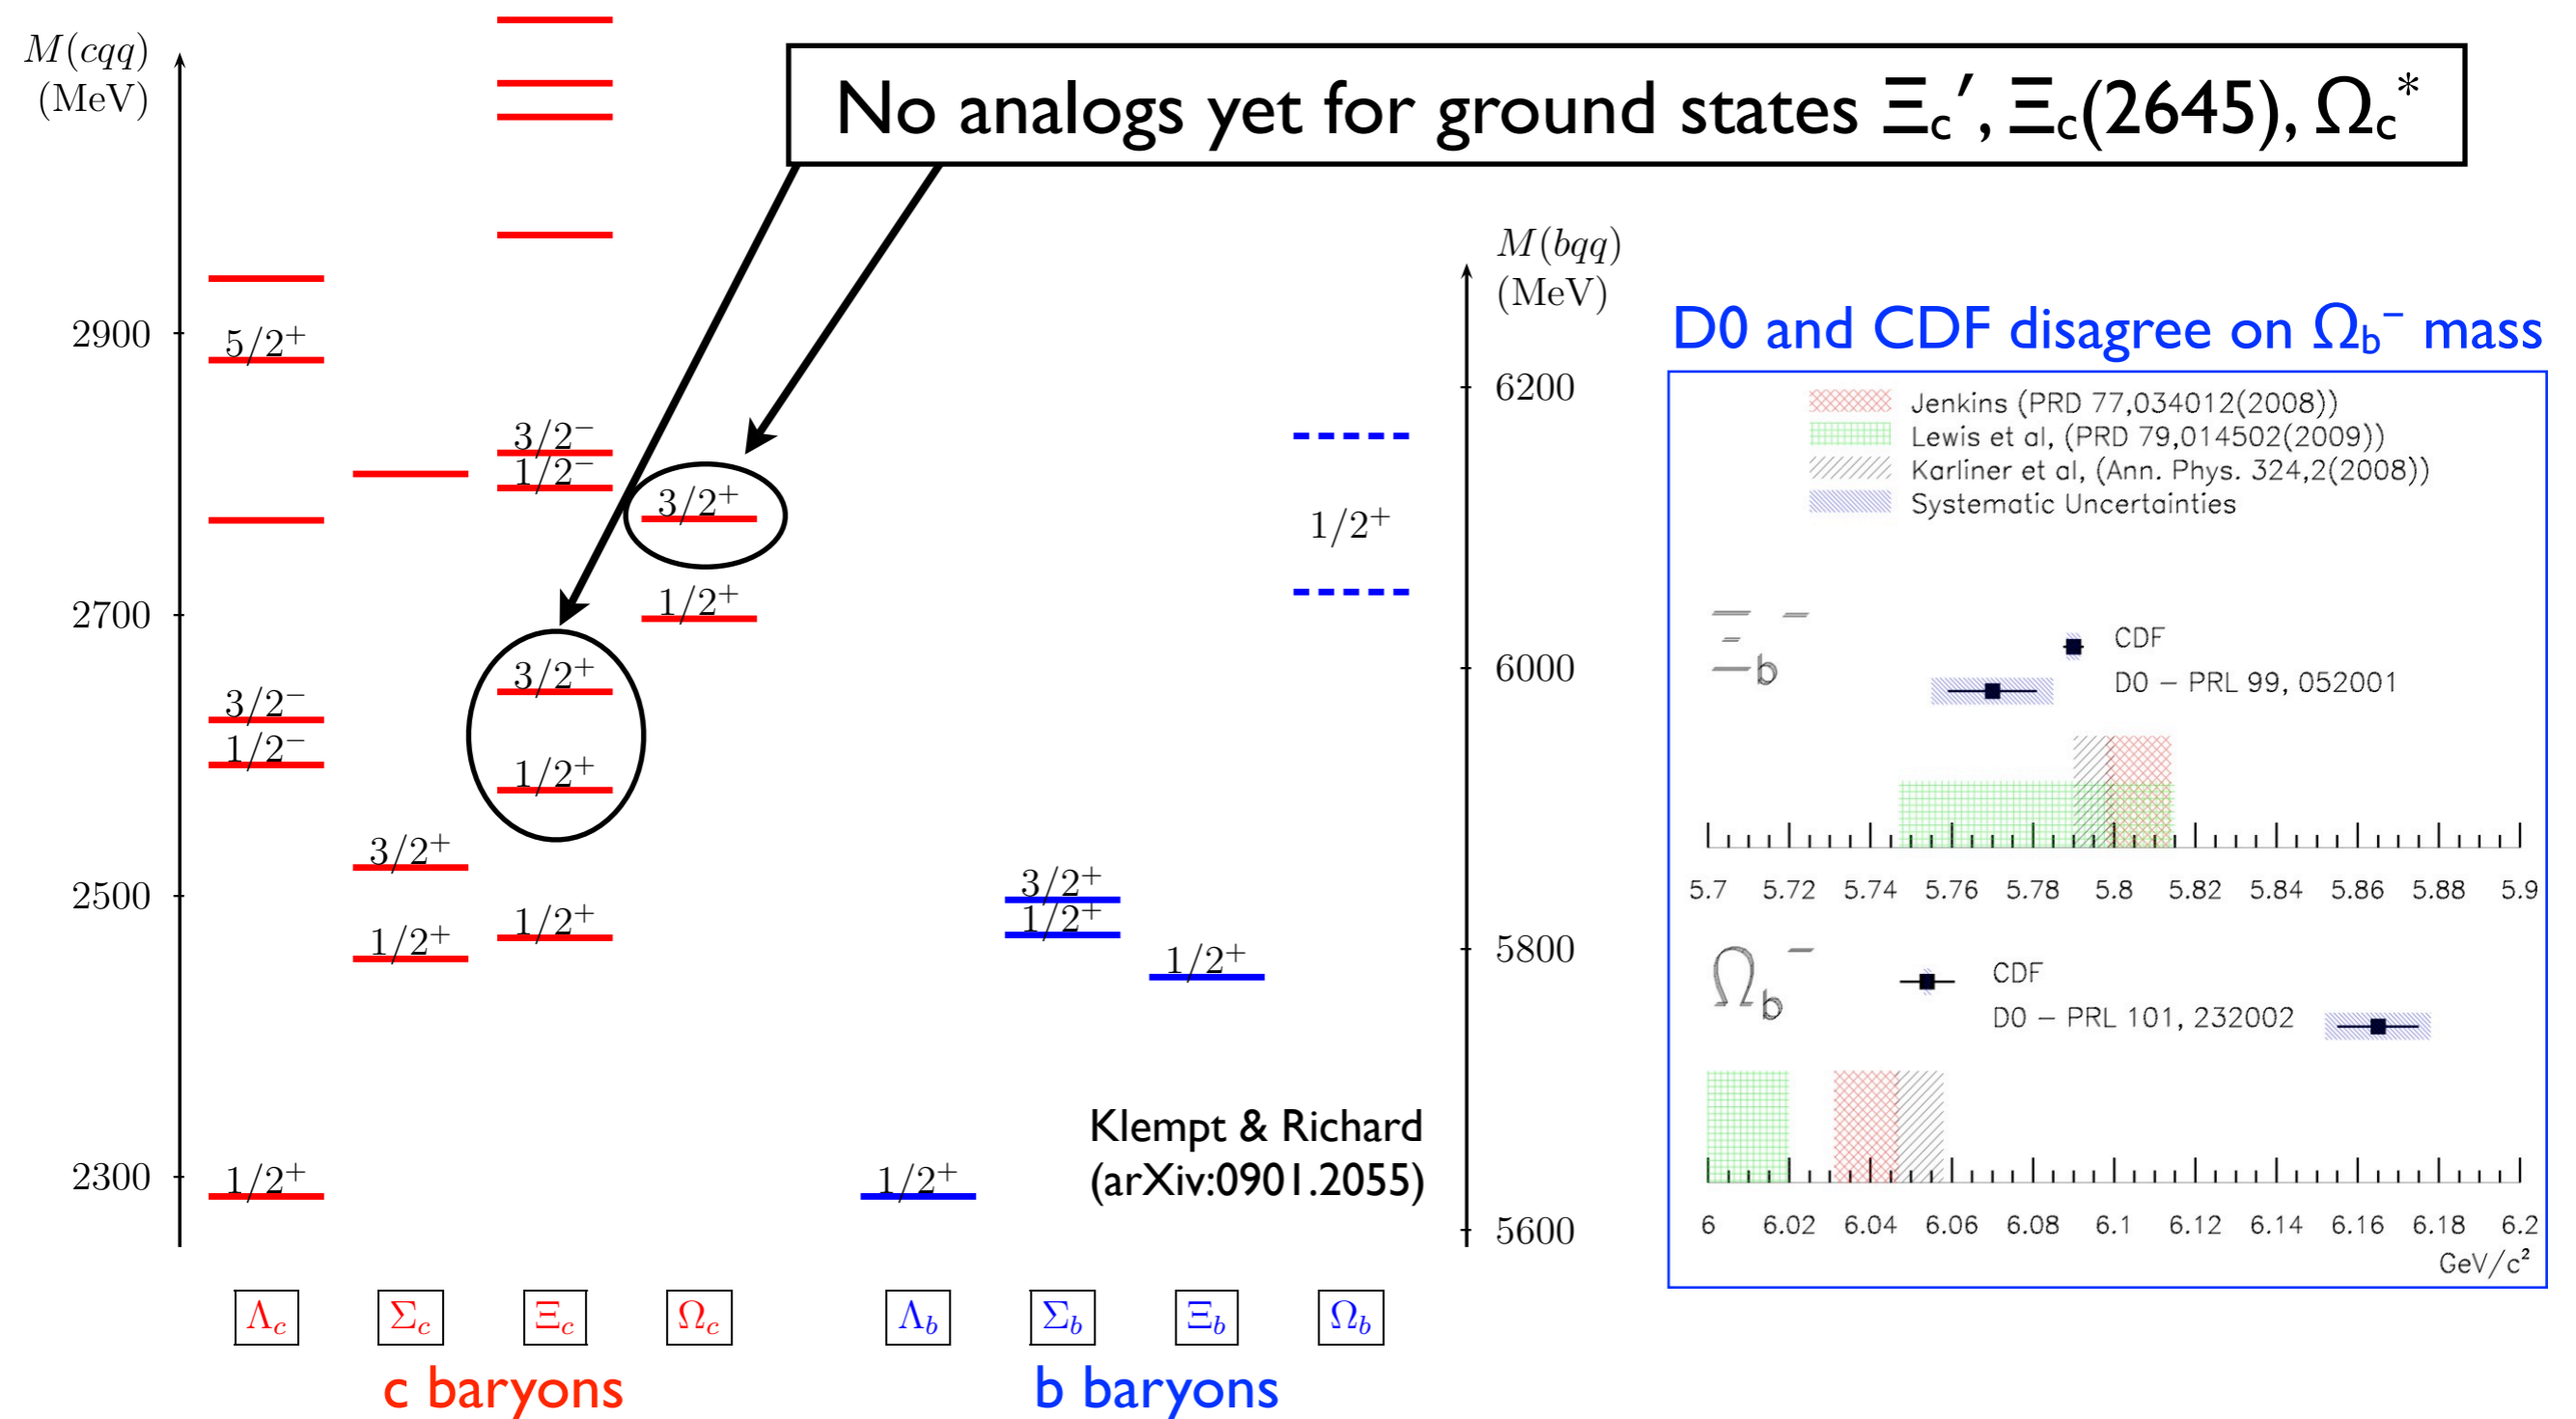 No analogs yet for ground states Ξc′, Ξc(2645), Ωc*
M(cqq)
(MeV)
2900
2700
2500
2300
5/2+
3/2−
1/2−
1/2+
3/2+
1/2+
3/2−
1/2−
3/2+
1/2+
1/2+
3/2+
1/2+
1/2+
3/2+
1/2+
1/2+
1/2+
M(bqq)
(MeV)
6200
6000
5800
5600
Klempt & Richard
(arXiv:0901.2055)
Λc
Σc
Ξc
Ωc
Λb
Σb
Ξb
Ωb
c baryons
b baryons
D0 and CDF disagree on Ωb− mass
Jenkins (PRD 77,034012(2008))
Lewis et al, (PRD 79,014502(2009))
Karliner et al, (Ann. Phys. 324,2(2008))
Systematic Uncertainties
Ξb−
CDF
D0 – PRL 99, 052001
5.7 5.72 5.74 5.76 5.78 5.8 5.82 5.84 5.86 5.88 5.9
Ωb−
CDF
D0 – PRL 101, 232002
6 6.02 6.04 6.06 6.08 6.1 6.12 6.14 6.16 6.18 6.2
GeV/c²